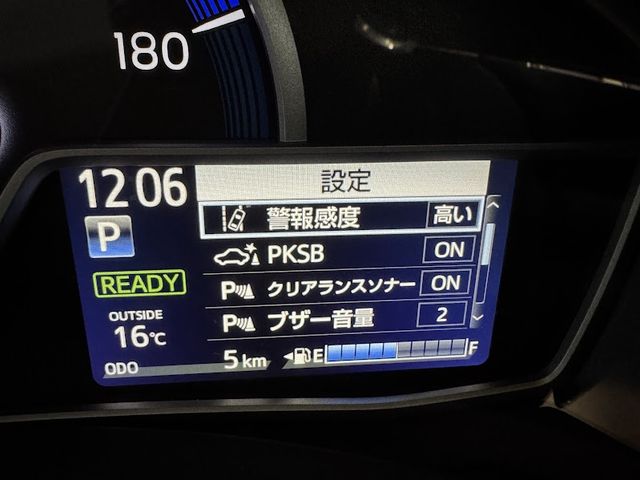 180
12:06
設定
警報感度 高い
P
PKSB ON
READY
P クリアランスソナー ON
OUTSIDE
16℃
P ブザー音量 2
ODO 5 km
E F